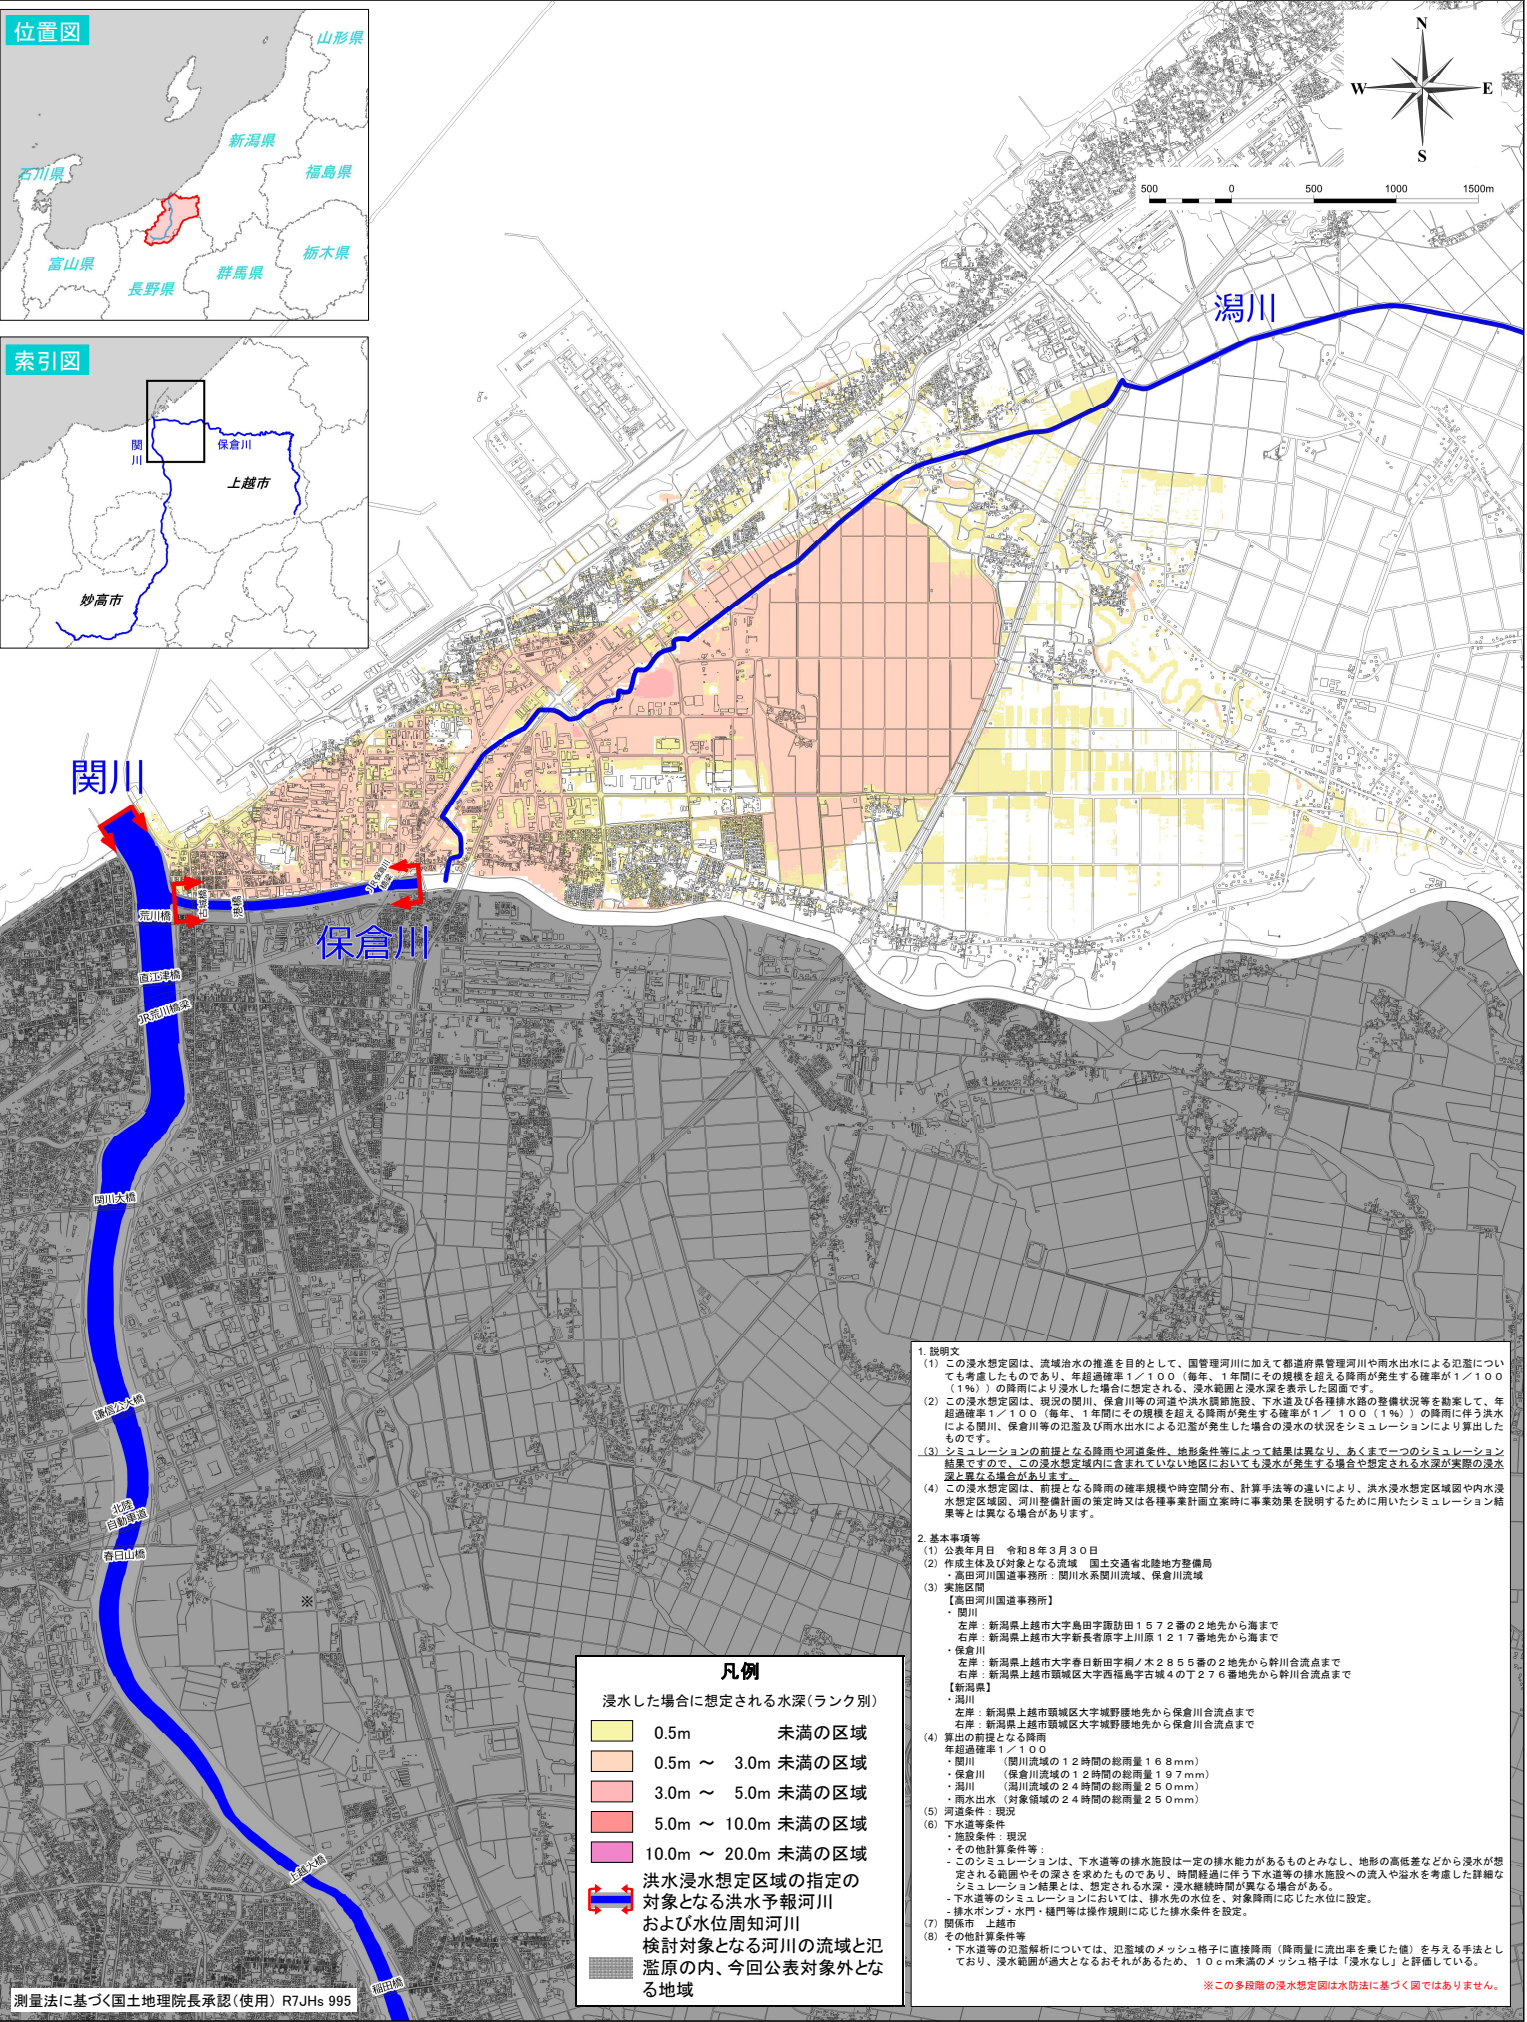 位置図
山形県
新潟県
石川県
福島県
富山県
長野県
群馬県
栃木県
索引図
関川
保倉川
上越市
妙高市
N
W
E
S
500 0 500 1000 1500m
潟川
関川
保倉川
JR保倉川橋梁
古城橋
港橋
荒川橋
直江津橋
JR荒川橋梁
関川大橋
謙信公大橋
北陸
自動車道
春日山橋
※
上越大橋
稲田橋
凡例
浸水した場合に想定される水深(ランク別)
0.5m 未満の区域
0.5m ～ 3.0m 未満の区域
3.0m ～ 5.0m 未満の区域
5.0m ～ 10.0m 未満の区域
10.0m ～ 20.0m 未満の区域
洪水浸水想定区域の指定の
対象となる洪水予報河川
および水位周知河川
検討対象となる河川の流域と氾
濫原の内、今回公表対象外とな
る地域
1. 説明文
(1) この浸水想定図は、流域治水の推進を目的として、国管理河川に加えて都道府県管理河川や雨水出水による氾濫につい
ても考慮したものであり、年超過確率１／１００（毎年、１年間にその規模を超える降雨が発生する確率が１／１００
（１％））の降雨により浸水した場合に想定される、浸水範囲と浸水深を表示した図面です。
(2) この浸水想定図は、現況の関川、保倉川等の河道や洪水調節施設、下水道及び各種排水路の整備状況等を勘案して、年
超過確率１／１００（毎年、１年間にその規模を超える降雨が発生する確率が１／ １００（１％））の降雨に伴う洪水
による関川、保倉川等の氾濫及び雨水出水による氾濫が発生した場合の浸水の状況をシミュレーションにより算出した
ものです。
(3) シミュレーションの前提となる降雨や河道条件、地形条件等によって結果は異なり、あくまで一つのシミュレーション
結果ですので、この浸水想定域内に含まれていない地区においても浸水が発生する場合や想定される水深が実際の浸水
深と異なる場合があります。
(4) この浸水想定図は、前提となる降雨の確率規模や時空間分布、計算手法等の違いにより、洪水浸水想定区域図や内水浸
水想定区域図、河川整備計画の策定時又は各種事業計画立案時に事業効果を説明するために用いたシミュレーション結
果等とは異なる場合があります。
2. 基本事項等
(1) 公表年月日 令和８年３月３０日
(2) 作成主体及び対象となる流域 国土交通省北陸地方整備局
・高田河川国道事務所：関川水系関川流域、保倉川流域
(3) 実施区間
【高田河川国道事務所】
・関川
左岸：新潟県上越市大字島田字諏訪田１５７２番の２地先から海まで
右岸：新潟県上越市大字新長者原字上川原１２１７番地先から海まで
・保倉川
左岸：新潟県上越市大字春日新田字桐ノ木２８５５番の２地先から幹川合流点まで
右岸：新潟県上越市頸城区大字西福島字古城４の丁２７６番地先から幹川合流点まで
【新潟県】
・潟川
左岸：新潟県上越市頸城区大字城野腰地先から保倉川合流点まで
右岸：新潟県上越市頸城区大字城野腰地先から保倉川合流点まで
(4) 算出の前提となる降雨
年超過確率１／１００
・関川 （関川流域の１２時間の総雨量１６８mm）
・保倉川 （保倉川流域の１２時間の総雨量１９７mm）
・潟川 （潟川流域の２４時間の総雨量２５０mm）
・雨水出水 （対象領域の２４時間の総雨量２５０mm）
(5) 河道条件：現況
(6) 下水道等条件
・施設条件：現況
・その他計算条件等：
- このシミュレーションは、下水道等の排水施設は一定の排水能力があるものとみなし、地形の高低差などから浸水が想
定される範囲やその深さを求めたものであり、時間経過に伴う下水道等の排水施設への流入や溢水を考慮した詳細な
シミュレーション結果とは、想定される水深・浸水継続時間が異なる場合がある。
- 下水道等のシミュレーションにおいては、排水先の水位を、対象降雨に応じた水位に設定。
- 排水ポンプ・水門・樋門等は操作規則に応じた排水条件を設定。
(7) 関係市 上越市
(8) その他計算条件等
・下水道等の氾濫解析については、氾濫域のメッシュ格子に直接降雨（降雨量に流出率を乗じた値）を与える手法とし
ており、浸水範囲が過大となるおそれがあるため、１０ｃｍ未満のメッシュ格子は「浸水なし」と評価している。
※この多段階の浸水想定図は水防法に基づく図ではありません。
測量法に基づく国土地理院長承認(使用) R7JHs 995